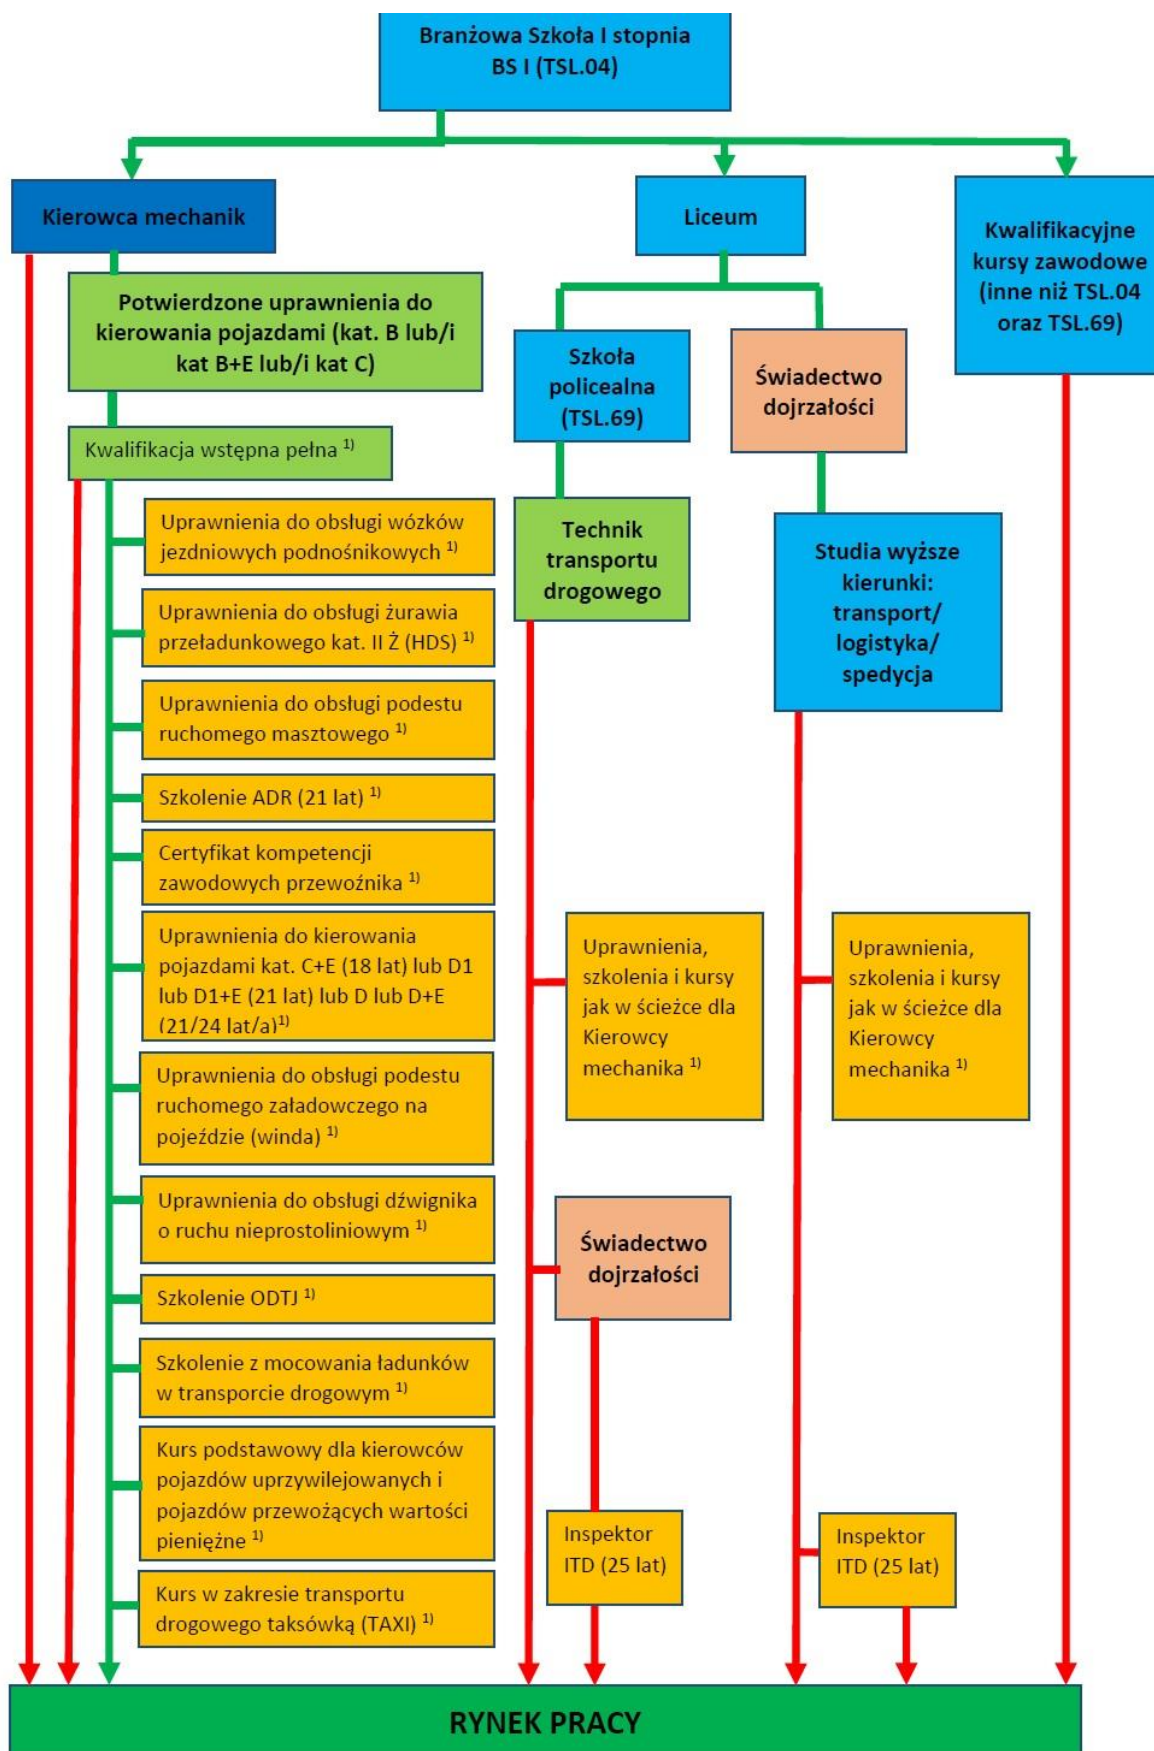 Branżowa Szkoła I stopnia
BS I (TSL.04)
Kierowca mechanik
Liceum
Kwalifikacyjne
kursy zawodowe
(inne niż TSL.04
oraz TSL.69)
Potwierdzone uprawnienia do
kierowania pojazdami (kat. B lub/i
kat B+E lub/i kat C)
Szkoła
policealna
(TSL.69)
Świadectwo
dojrzałości
Kwalifikacja wstępna pełna 1)
Uprawnienia do obsługi wózków
jezdniowych podnośnikowych 1)
Uprawnienia do obsługi żurawia
przeładunkowego kat. II Ż (HDS) 1)
Uprawnienia do obsługi podestu
ruchomego masztowego 1)
Szkolenie ADR (21 lat) 1)
Certyfikat kompetencji
zawodowych przewoźnika 1)
Uprawnienia do kierowania
pojazdami kat. C+E (18 lat) lub D1
lub D1+E (21 lat) lub D lub D+E
(21/24 lat/a) 1)
Uprawnienia do obsługi podestu
ruchomego załadowczego na
pojeździe (winda) 1)
Uprawnienia do obsługi dźwignika
o ruchu nieprostoliniowym 1)
Szkolenie ODTJ 1)
Szkolenie z mocowania ładunków
w transporcie drogowym 1)
Kurs podstawowy dla kierowców
pojazdów uprzywilejowanych i
pojazdów przewożących wartości
pieniężne 1)
Kurs w zakresie transportu
drogowego taksówką (TAXI) 1)
Technik
transportu
drogowego
Uprawnienia,
szkolenia i kursy
jak w ścieżce dla
Kierowcy
mechanika 1)
Świadectwo
dojrzałości
Inspektor
ITD (25 lat)
Studia wyższe
kierunki:
transport/
logistyka/
spedycja
Uprawnienia,
szkolenia i kursy
jak w ścieżce dla
Kierowcy
mechanika 1)
Inspektor
ITD (25 lat)
RYNEK PRACY